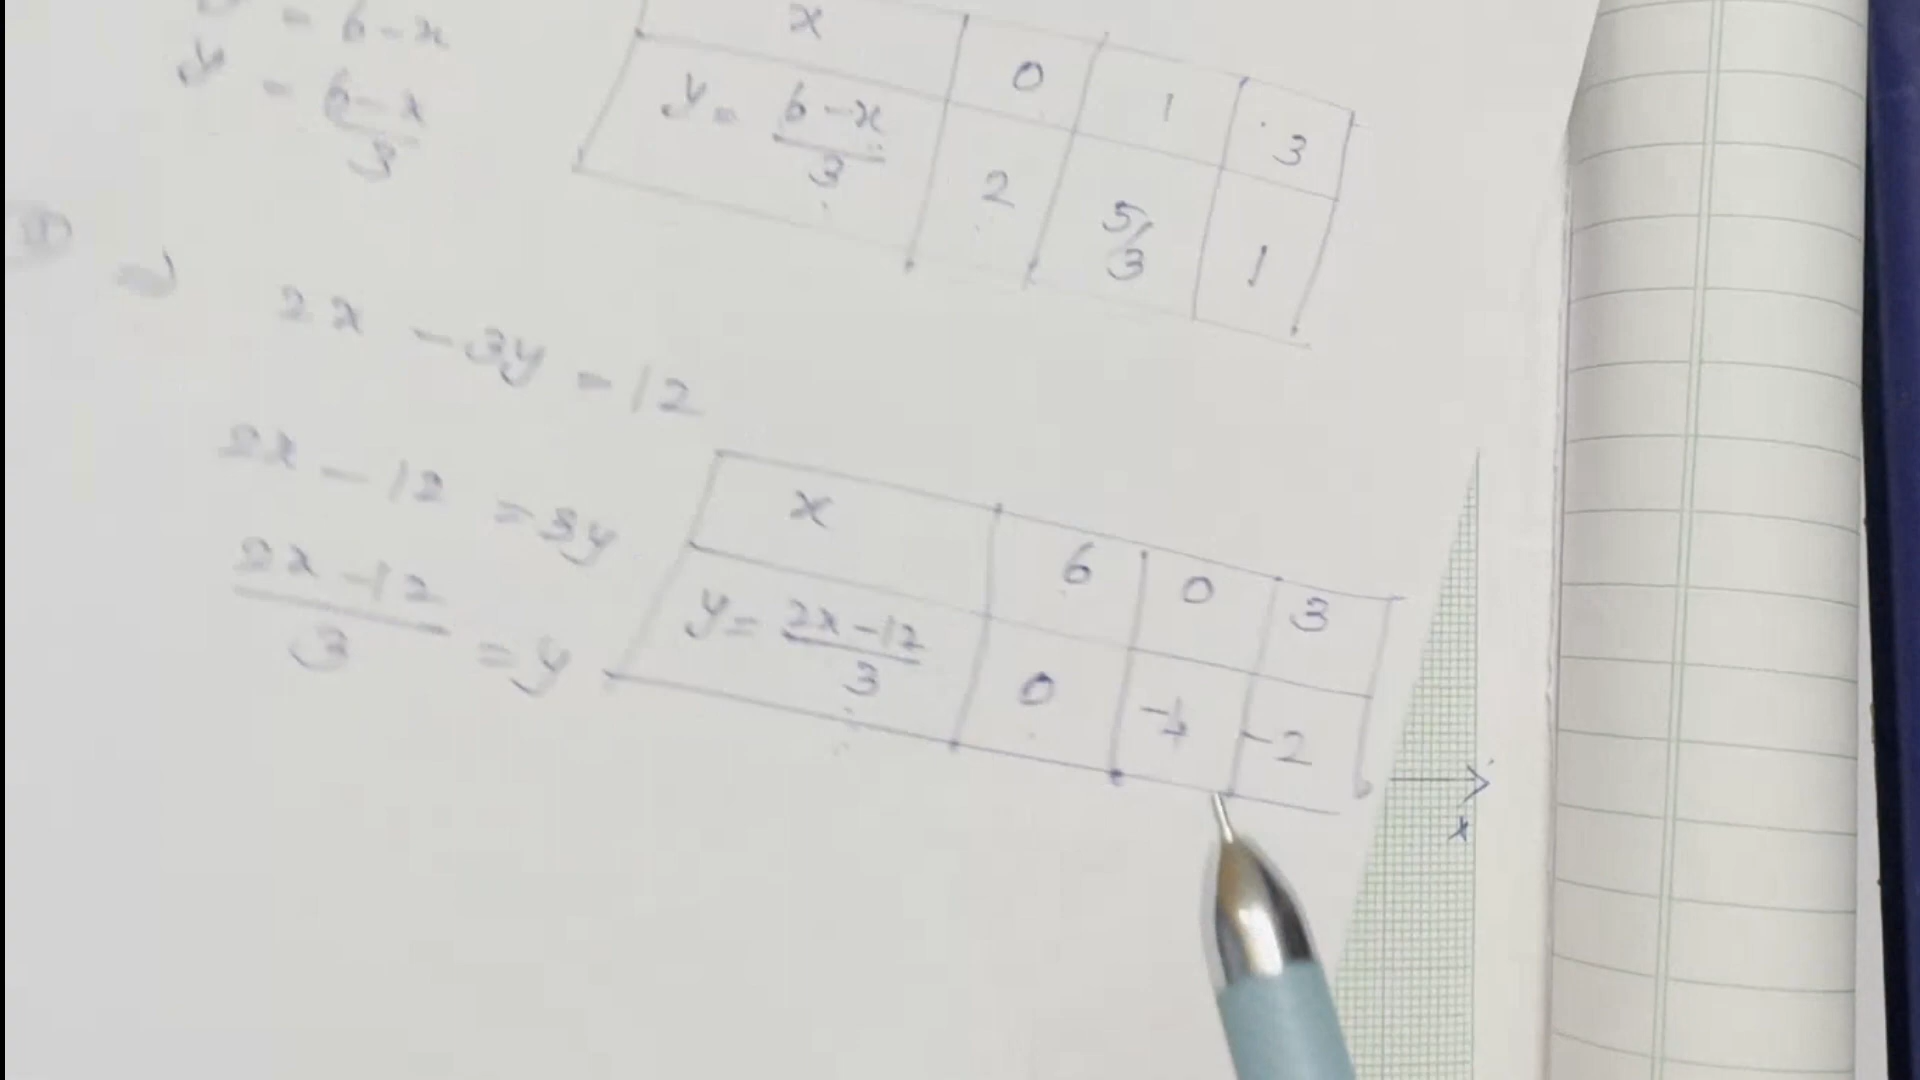 = 6 - x
y = 6 - x / 3
x 0 1 3
y = 6 - x / 3 2 5/3 1
2x - 3y = 12
2x - 12 = 3y
2x - 12 / 3 = y
x 6 0 3
y = 2x - 12 / 3 0 -4 -2
x